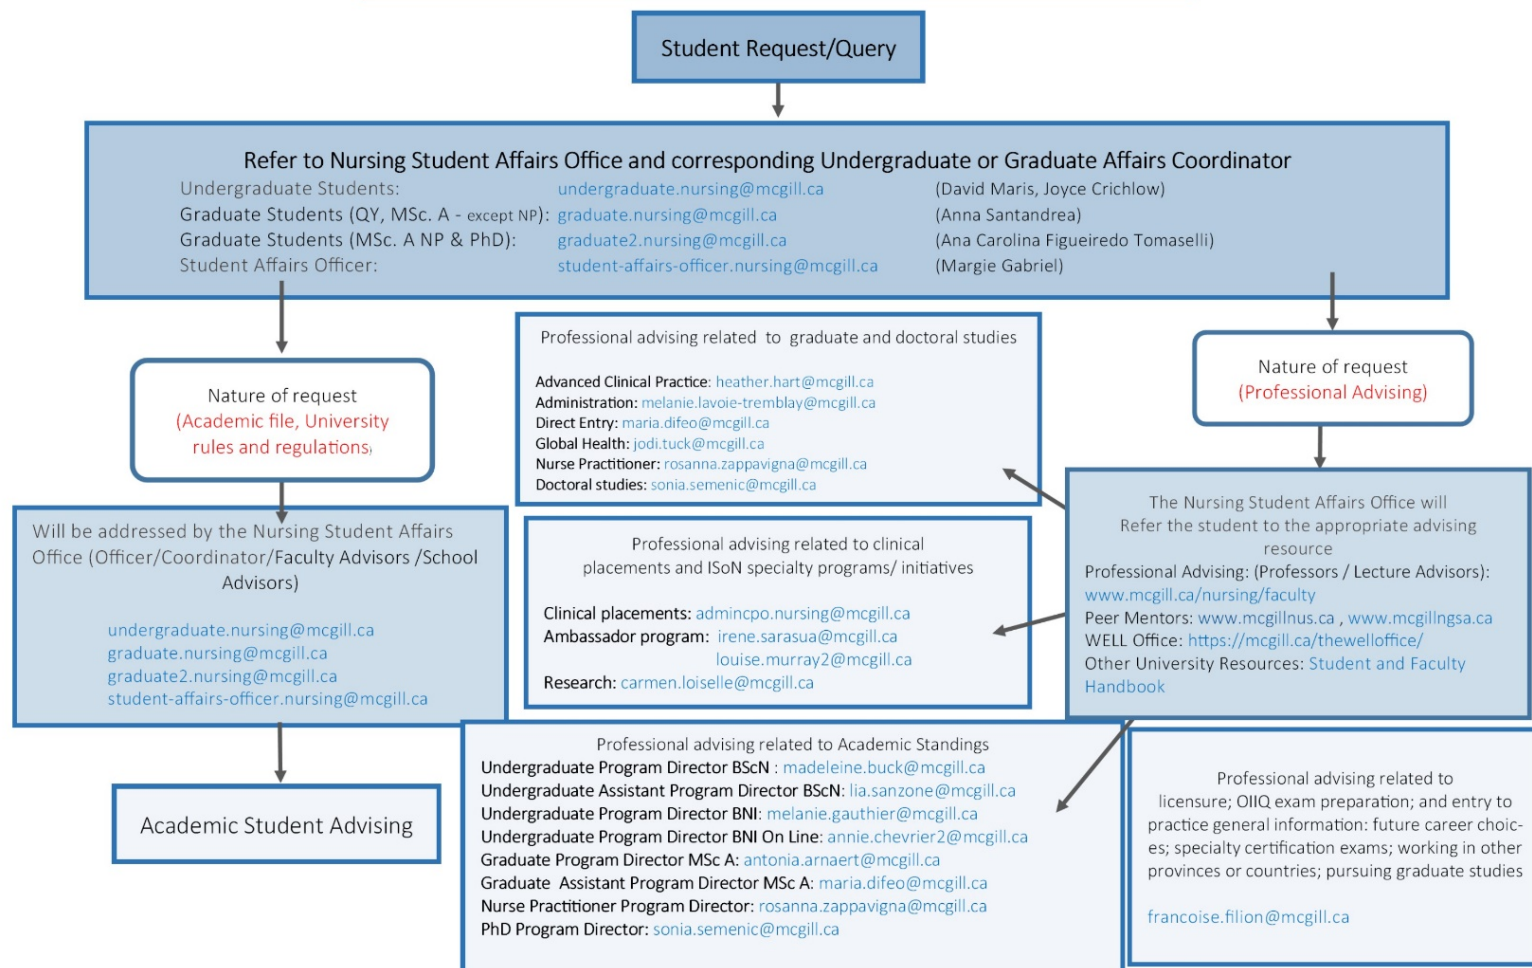 Student Request/Query
Refer to Nursing Student Affairs Office and corresponding Undergraduate or Graduate Affairs Coordinator
Undergraduate Students: undergraduate.nursing@mcgill.ca (David Maris, Joyce Crichlow)
Graduate Students (QY, MSc. A - except NP): graduate.nursing@mcgill.ca (Anna Santandrea)
Graduate Students (MSc. A NP & PhD): graduate2.nursing@mcgill.ca (Ana Carolina Figueiredo Tomaselli)
Student Affairs Officer: student-affairs-officer.nursing@mcgill.ca (Margie Gabriel)
Nature of request
(Academic file, University
rules and regulations)
Will be addressed by the Nursing Student Affairs
Office (Officer/Coordinator/Faculty Advisors /School
Advisors)
undergraduate.nursing@mcgill.ca
graduate.nursing@mcgill.ca
graduate2.nursing@mcgill.ca
student-affairs-officer.nursing@mcgill.ca
Academic Student Advising
Professional advising related to graduate and doctoral studies
Advanced Clinical Practice: heather.hart@mcgill.ca
Administration: melanie.lavoie-tremblay@mcgill.ca
Direct Entry: maria.difeo@mcgill.ca
Global Health: jodi.tuck@mcgill.ca
Nurse Practitioner: rosanna.zappavigna@mcgill.ca
Doctoral studies: sonia.semenic@mcgill.ca
Professional advising related to clinical
placements and ISoN specialty programs/ initiatives
Clinical placements: admincpo.nursing@mcgill.ca
Ambassador program: irene.sarasua@mcgill.ca
louise.murray2@mcgill.ca
Research: carmen.loiselle@mcgill.ca
Professional advising related to Academic Standings
Undergraduate Program Director BScN : madeleine.buck@mcgill.ca
Undergraduate Assistant Program Director BScN: lia.sanzone@mcgill.ca
Undergraduate Program Director BNI: melanie.gauthier@mcgill.ca
Undergraduate Program Director BNI On Line: annie.chevrier2@mcgill.ca
Graduate Program Director MSc A: antonia.arnaert@mcgill.ca
Graduate Assistant Program Director MSc A: maria.difeo@mcgill.ca
Nurse Practitioner Program Director: rosanna.zappavigna@mcgill.ca
PhD Program Director: sonia.semenic@mcgill.ca
Nature of request
(Professional Advising)
The Nursing Student Affairs Office will
Refer the student to the appropriate advising
resource
Professional Advising: (Professors / Lecture Advisors):
www.mcgill.ca/nursing/faculty
Peer Mentors: www.mcgillnus.ca , www.mcgillngsa.ca
WELL Office: https://mcgill.ca/thewelloffice/
Other University Resources: Student and Faculty
Handbook
Professional advising related to
licensure; OIIQ exam preparation; and entry to
practice general information: future career choic-
es; specialty certification exams; working in other
provinces or countries; pursuing graduate studies
francoise.filion@mcgill.ca